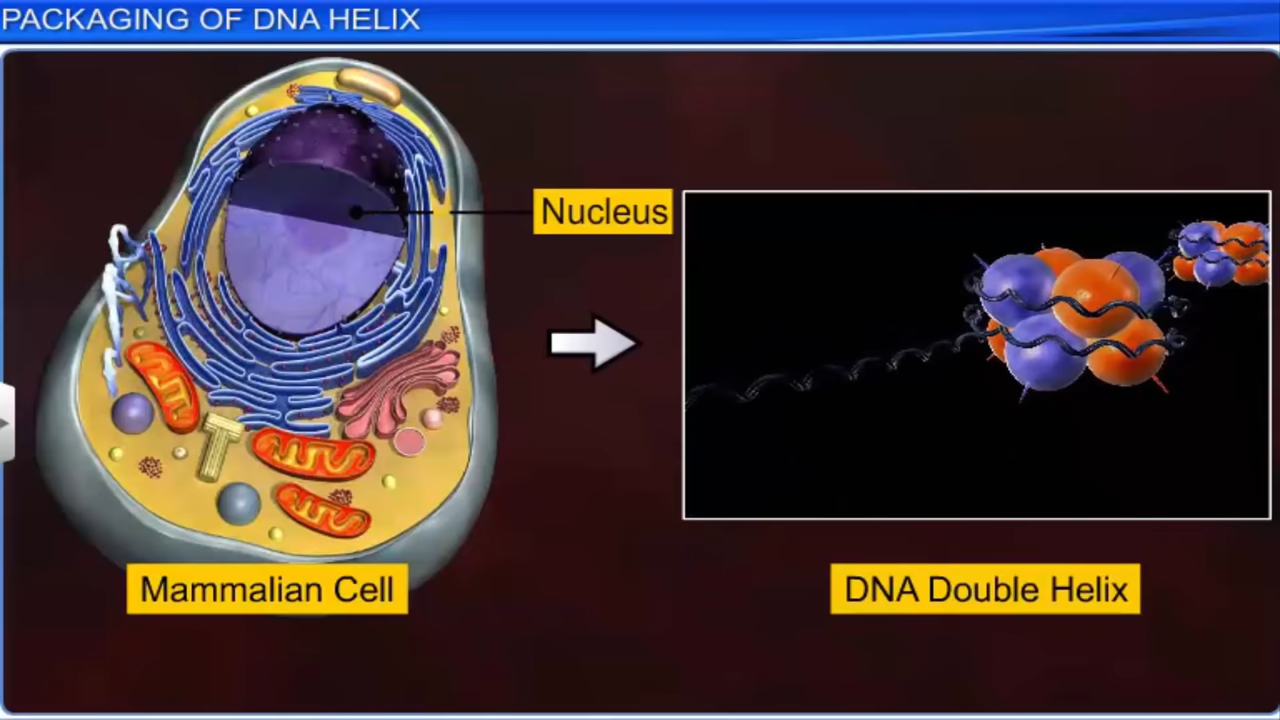 PACKAGING OF DNA HELIX
Nucleus
Mammalian Cell
DNA Double Helix